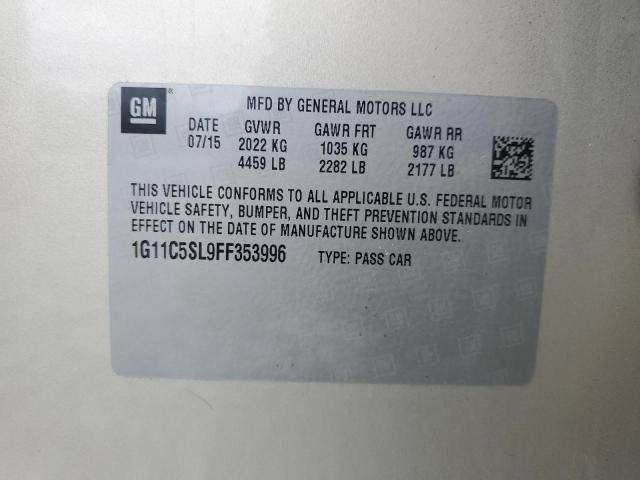 GM ®
MFD BY GENERAL MOTORS LLC
DATE GVWR GAWR FRT GAWR RR
07/15 2022 KG 1035 KG 987 KG
4459 LB 2282 LB 2177 LB
THIS VEHICLE CONFORMS TO ALL APPLICABLE U.S. FEDERAL MOTOR
VEHICLE SAFETY, BUMPER, AND THEFT PREVENTION STANDARDS IN
EFFECT ON THE DATE OF MANUFACTURE SHOWN ABOVE.
1G11C5SL9FF353996 TYPE: PASS CAR